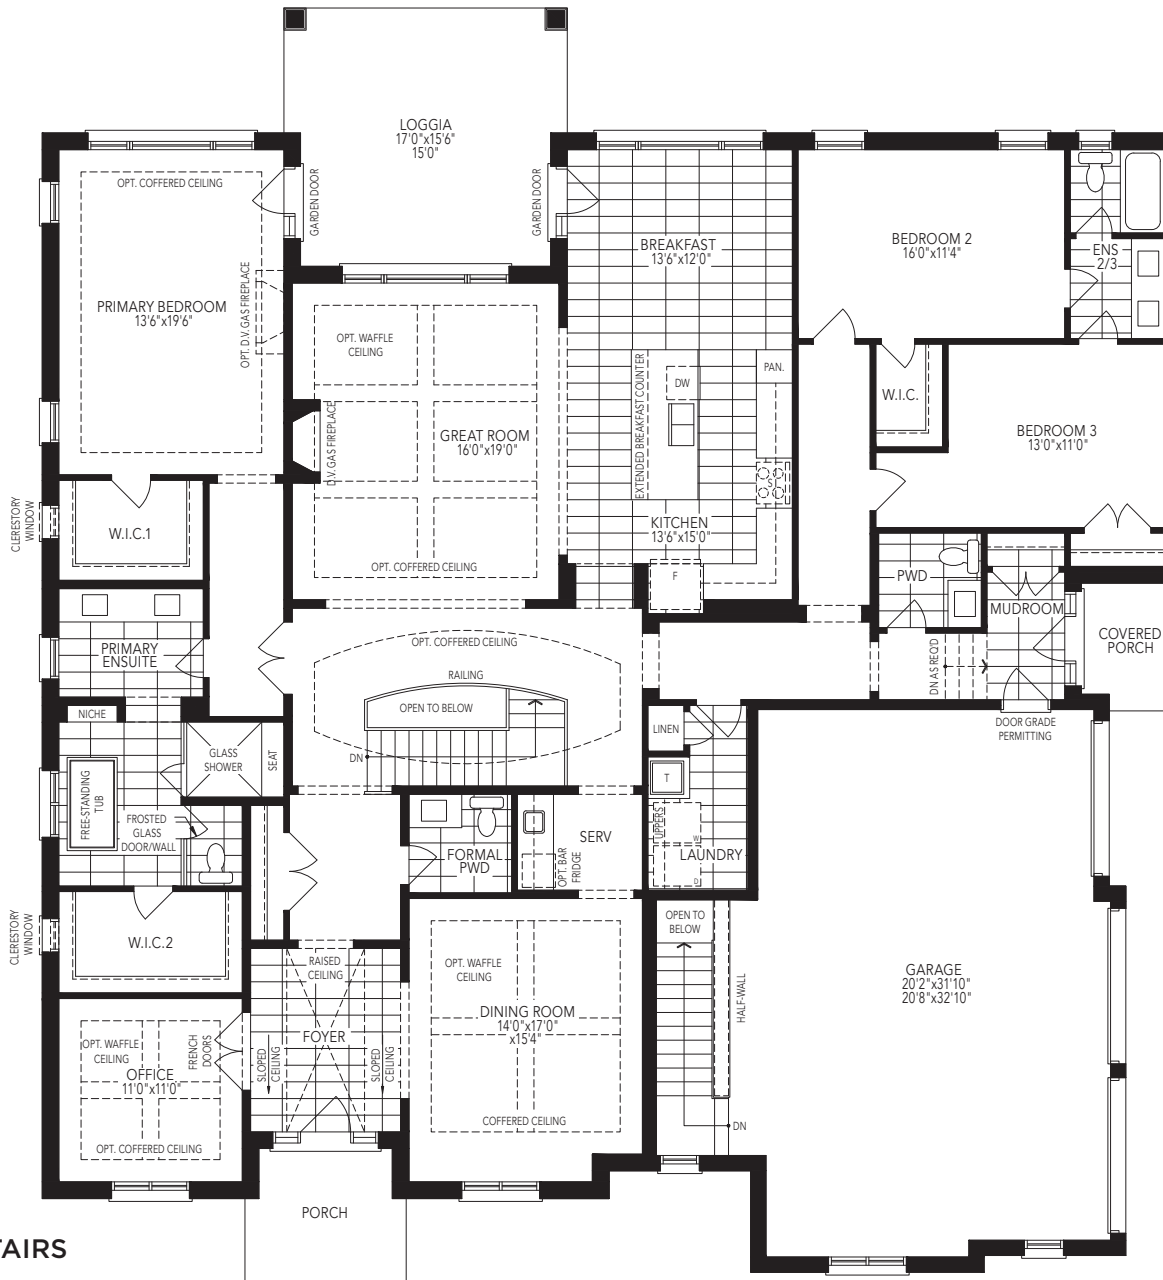 LOGGIA
17'0"x15'6"
15'0"
OPT. COFFERED CEILING
GARDEN DOOR
GARDEN DOOR
BREAKFAST
13'6"x12'0"
BEDROOM 2
16'0"x11'4"
ENS
2/3
PRIMARY BEDROOM
13'6"x19'6"
OPT. D.V. GAS FIREPLACE
OPT. WAFFLE
CEILING
EXTENDED BREAKFAST COUNTER
DW
PAN.
W.I.C.
GREAT ROOM
16'0"x19'0"
D.V. GAS FIREPLACE
BEDROOM 3
13'0"x11'0"
S
CLERESTORY
WINDOW
W.I.C.1
KITCHEN
13'6"x15'0"
OPT. COFFERED CEILING
F
PWD
MUDROOM
COVERED
PORCH
PRIMARY
ENSUITE
OPT. COFFERED CEILING
RAILING
DN AS REQ'D
OPEN TO BELOW
NICHE
LINEN
DOOR GRADE
PERMITTING
GLASS
SHOWER
SEAT
DN
T
FREE-STANDING
TUB
FROSTED
GLASS
DOOR/WALL
FORMAL
PWD
SERV
OPT. BAR
FRIDGE
UPPERS
W
LAUNDRY
D
CLERESTORY
WINDOW
W.I.C.2
OPEN TO
BELOW
RAISED
CEILING
OPT. WAFFLE
CEILING
GARAGE
20'2"x31'10"
20'8"x32'10"
HALF-WALL
DINING ROOM
14'0"x17'0"
x15'4"
FOYER
OPT. WAFFLE
CEILING
FRENCH
DOORS
SLOPED
CEILING
SLOPED
CEILING
OFFICE
11'0"x11'0"
COFFERED CEILING
DN
OPT. COFFERED CEILING
PORCH
TAIRS